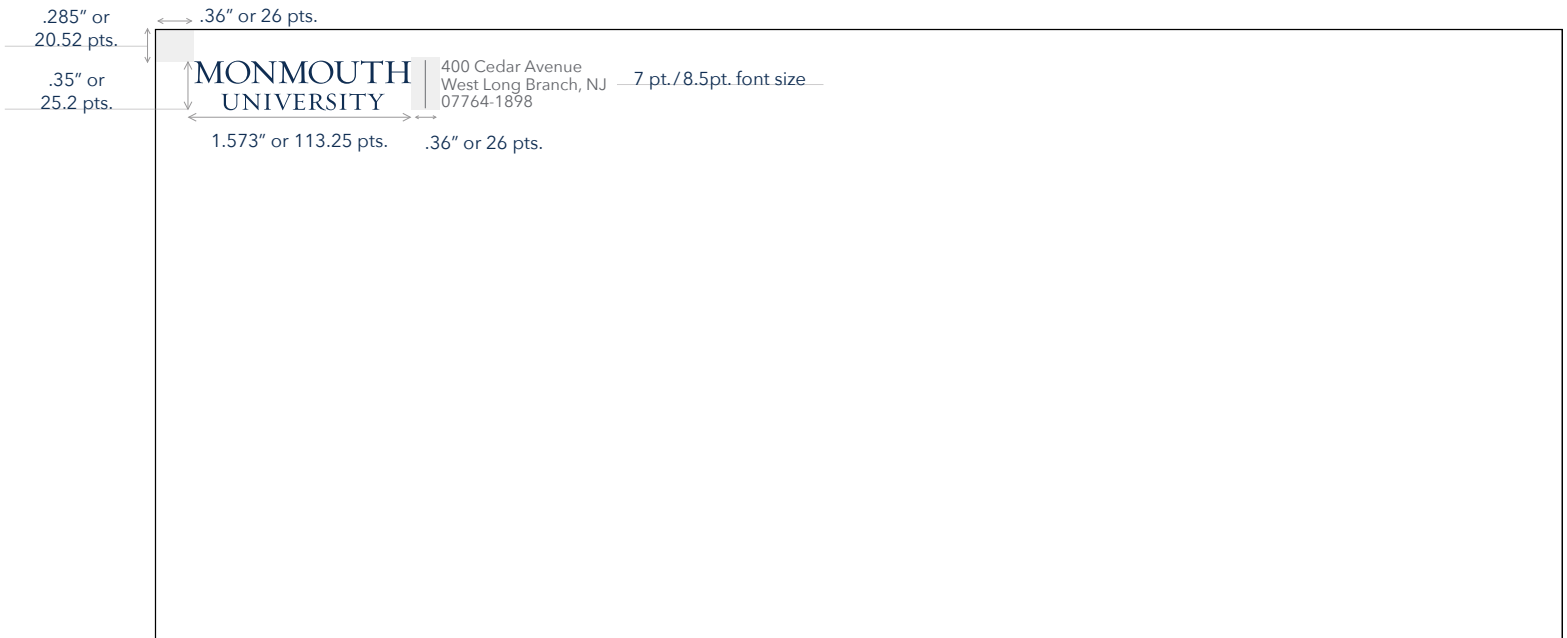 .285” or
20.52 pts.
.36” or 26 pts.
.35” or
25.2 pts.
MONMOUTH
UNIVERSITY
400 Cedar Avenue
West Long Branch, NJ
07764-1898
7 pt./8.5pt. font size
1.573” or 113.25 pts.
.36” or 26 pts.